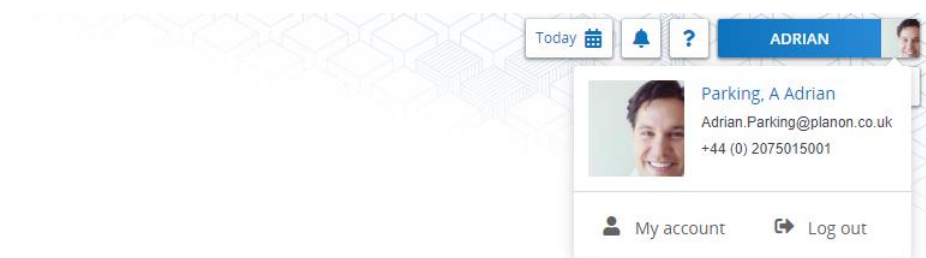 Today ? ADRIAN
Parking, A Adrian
Adrian.Parking@planon.co.uk
+44 (0) 2075015001
My account Log out